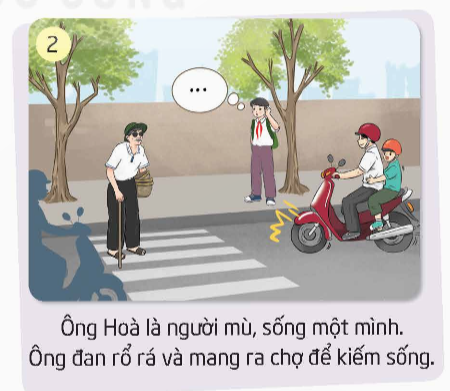 2
...
Ông Hoà là người mù, sống một mình.
Ông đan rổ rá và mang ra chợ để kiếm sống.